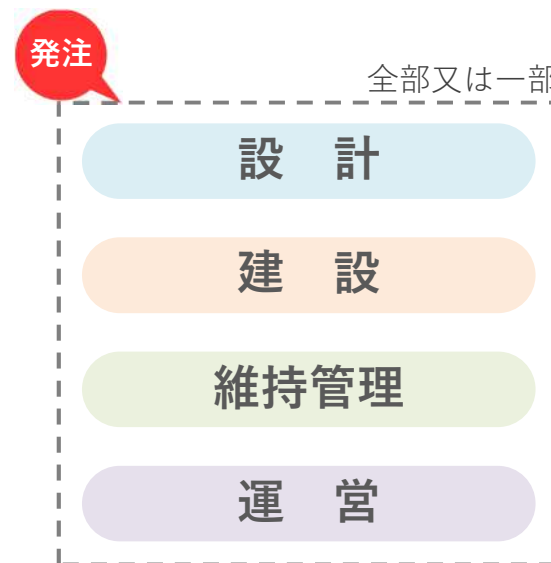 発注
全部又は一部
設　計
建　設
維持管理
運　営